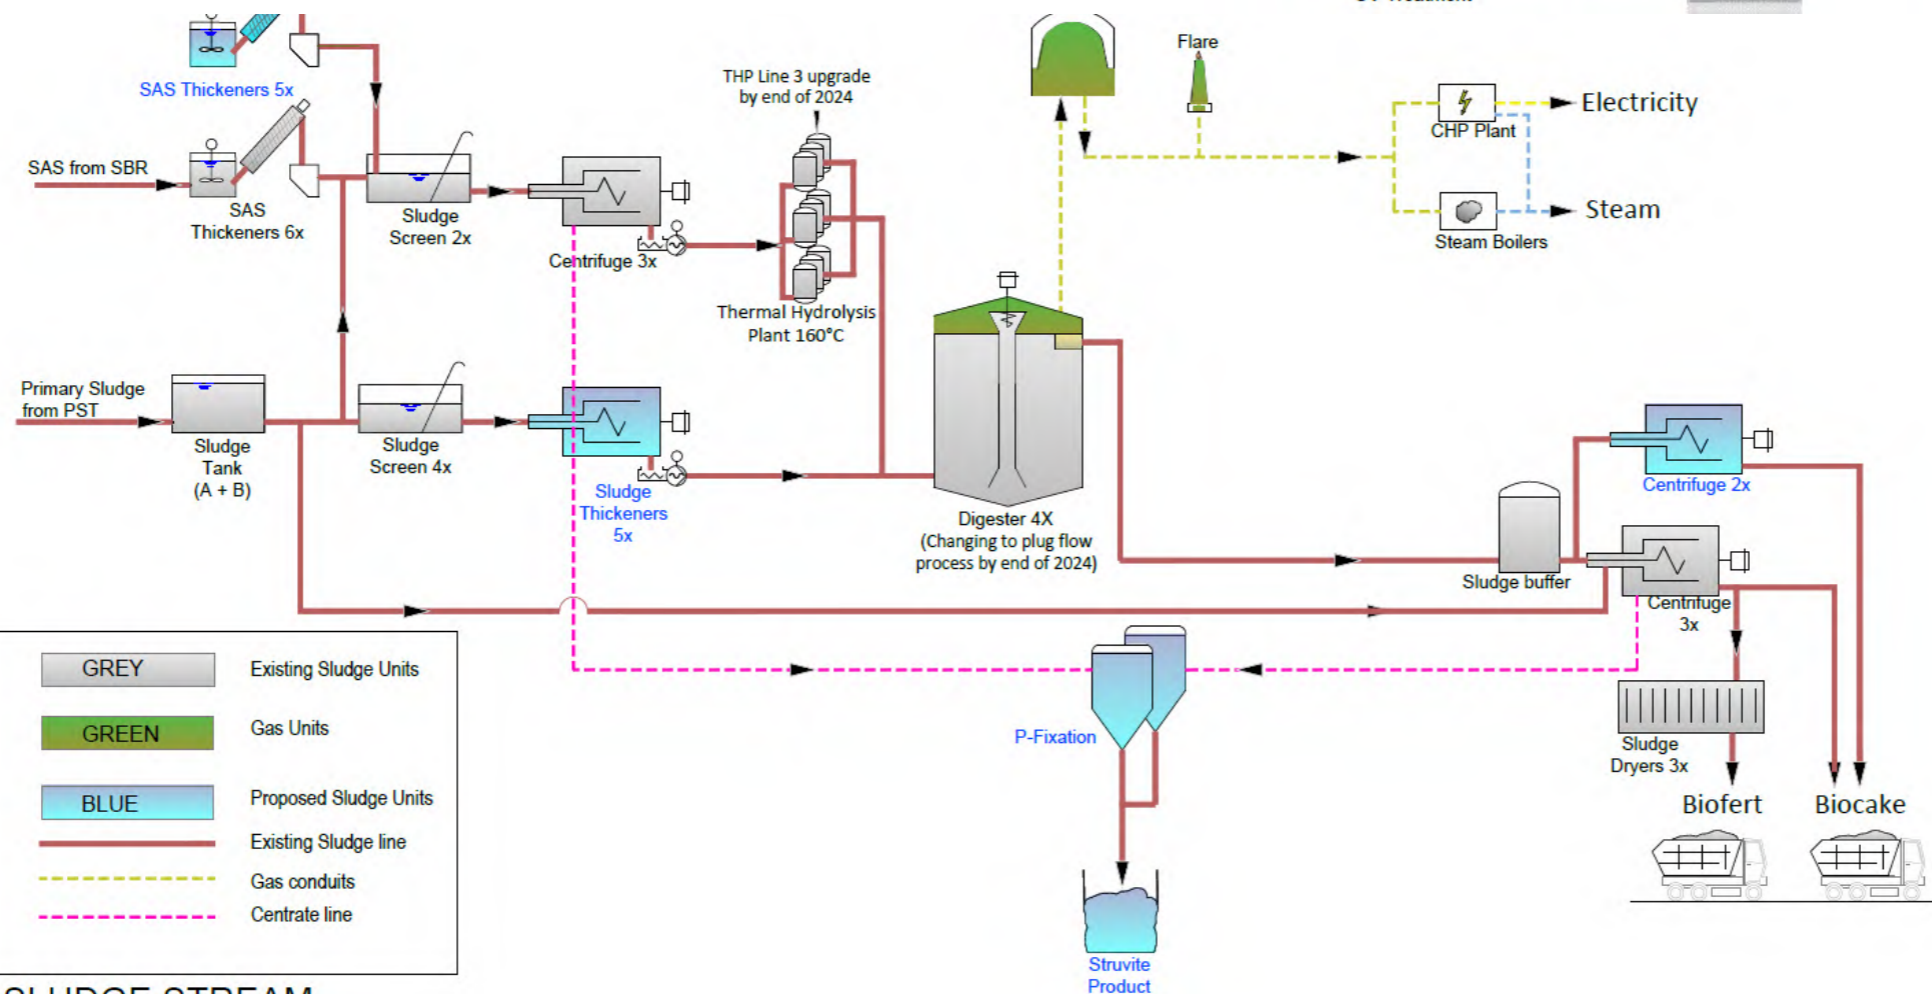 Flare
SAS Thickeners 5x
THP Line 3 upgrade
by end of 2024
Electricity
CHP Plant
SAS from SBR
SAS
Thickeners 6x
Sludge
Screen 2x
Centrifuge 3x
Steam
Steam Boilers
Thermal Hydrolysis
Plant 160°C
Primary Sludge
from PST
Sludge
Tank
(A + B)
Sludge
Screen 4x
Sludge
Thickeners
5x
Digester 4X
(Changing to plug flow
process by end of 2024)
Centrifuge 2x
Sludge buffer
Centrifuge
3x
P-Fixation
Sludge
Dryers 3x
Biofert
Biocake
Struvite
Product
GREY
Existing Sludge Units
GREEN
Gas Units
BLUE
Proposed Sludge Units
Existing Sludge line
Gas conduits
Centrate line
SLUDGE STREAM